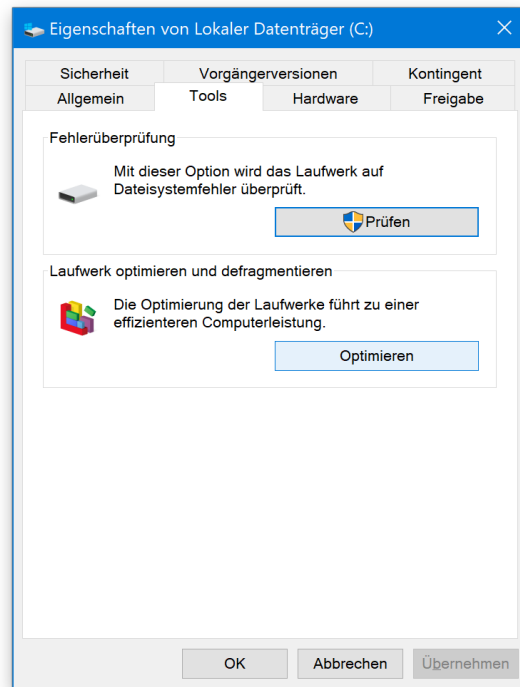 Eigenschaften von Lokaler Datenträger (C:)
Sicherheit Vorgängerversionen Kontingent
Allgemein Tools Hardware Freigabe
Fehlerüberprüfung
Mit dieser Option wird das Laufwerk auf
Dateisystemfehler überprüft.
Prüfen
Laufwerk optimieren und defragmentieren
Die Optimierung der Laufwerke führt zu einer
effizienteren Computerleistung.
Optimieren
OK Abbrechen Übernehmen